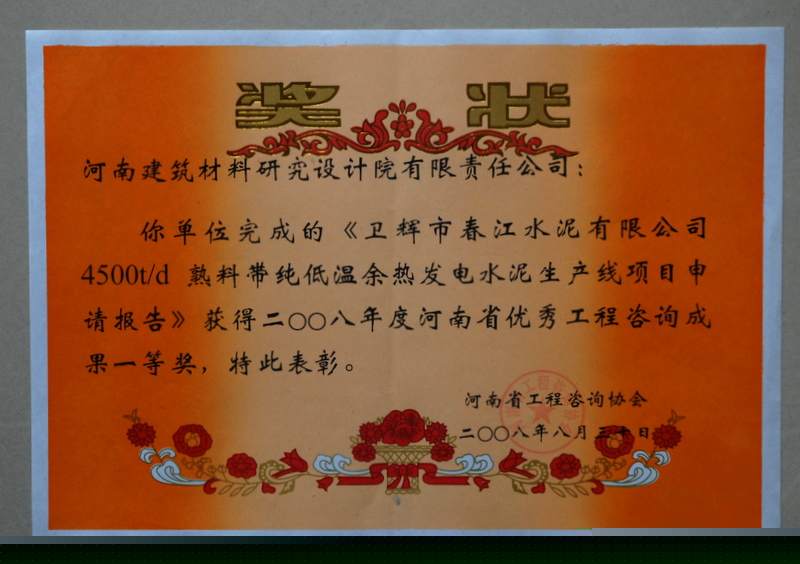 奖状
河南建筑材料研究设计院有限责任公司：
你单位完成的《卫辉市春江水泥有限公司
4500t/d 熟料带纯低温余热发电水泥生产线项目申
请报告》获得二〇〇八年度河南省优秀工程咨询成
果一等奖，特此表彰。
河南省工程咨询协会
二〇〇八年八月三十日